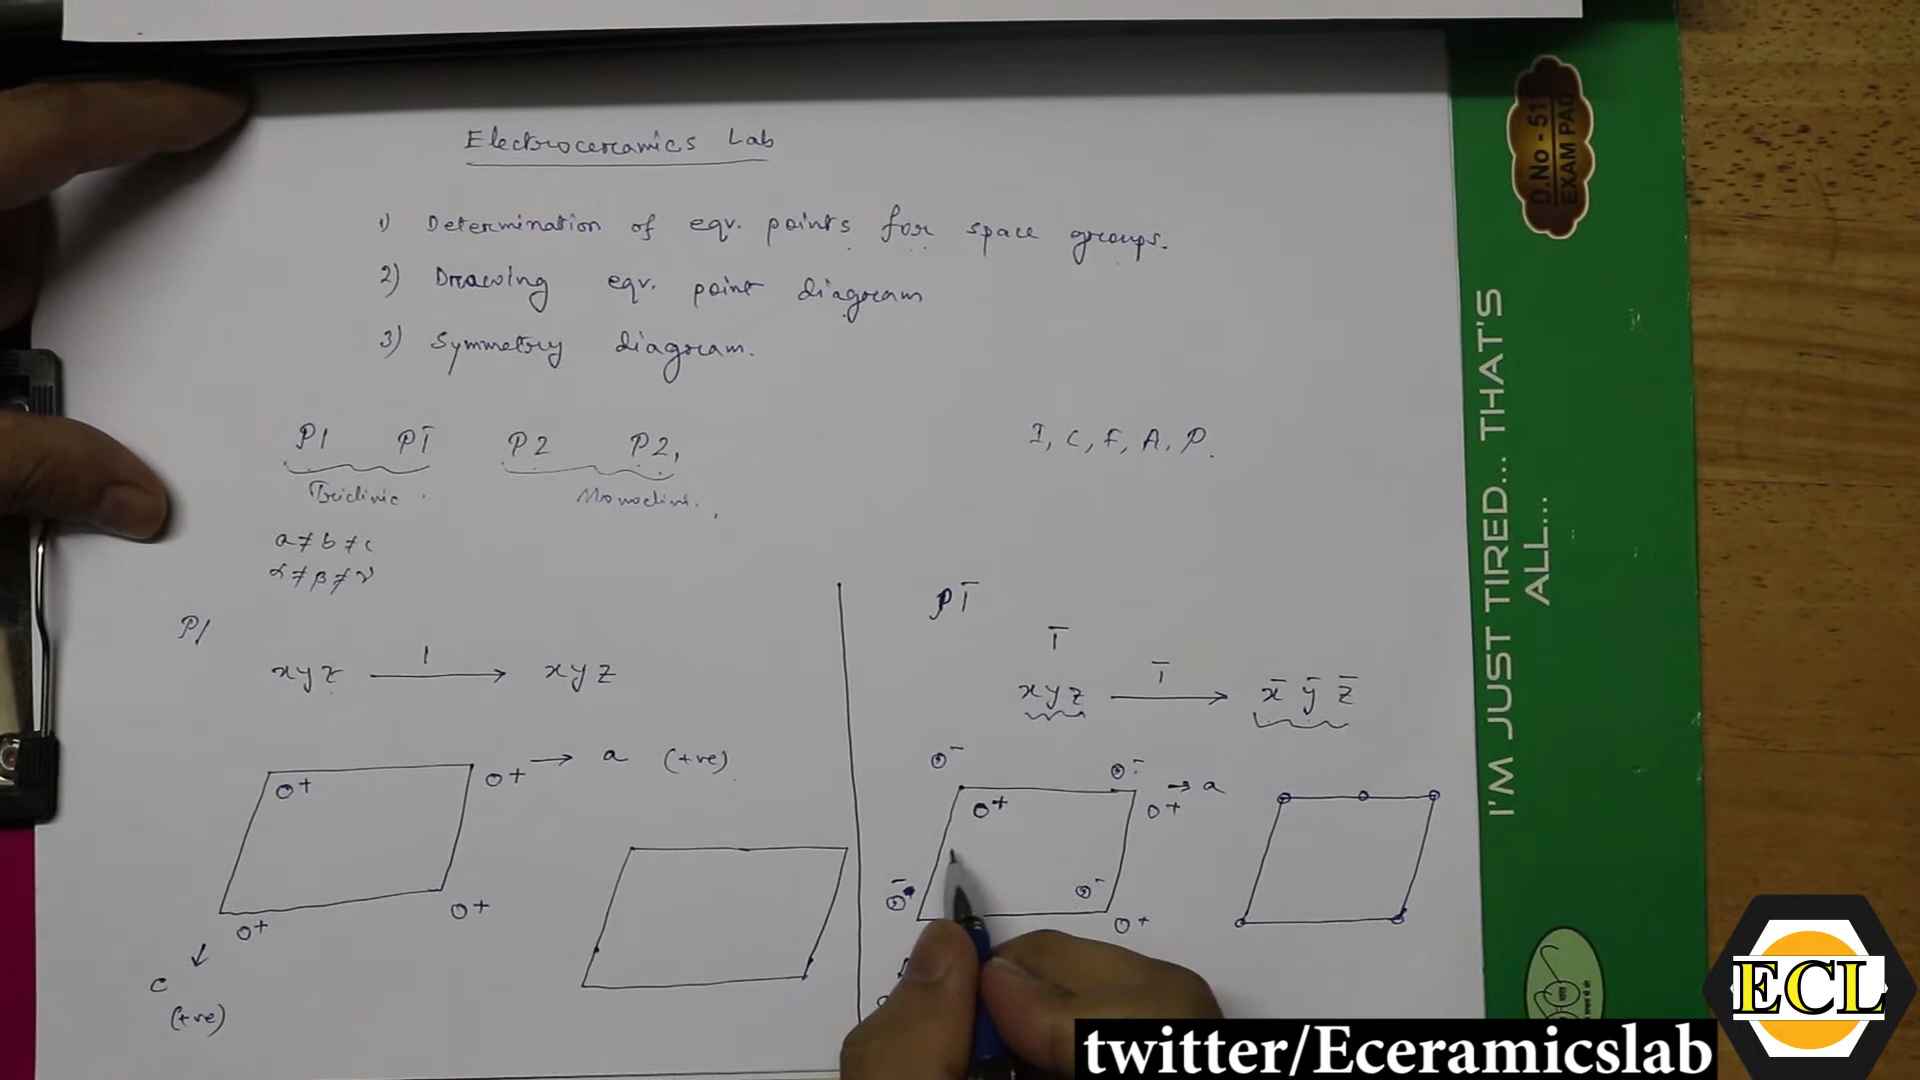 Electroceramics Lab
1) Determination of eqv. points for space groups.
2) Drawing eqv. point diagram
3) Symmetry diagram.
P1 P1̅ P2 P2₁
I, C, F, A, P.
Triclinic
a ≠ b ≠ c
α ≠ β ≠ γ
P1
xyz 1 → xyz
o+ o+ → a (+ve)
o+ o+
c
(+ve)
P1̅
1̅
xyz 1̅ → x̅ y̅ z̅
o- o-
o+ o+ → a
o- o-
o+
D.No - 51
EXAM PAD
I'M JUST TIRED... THAT'S
ALL...
ECL
twitter/Eceramicslab